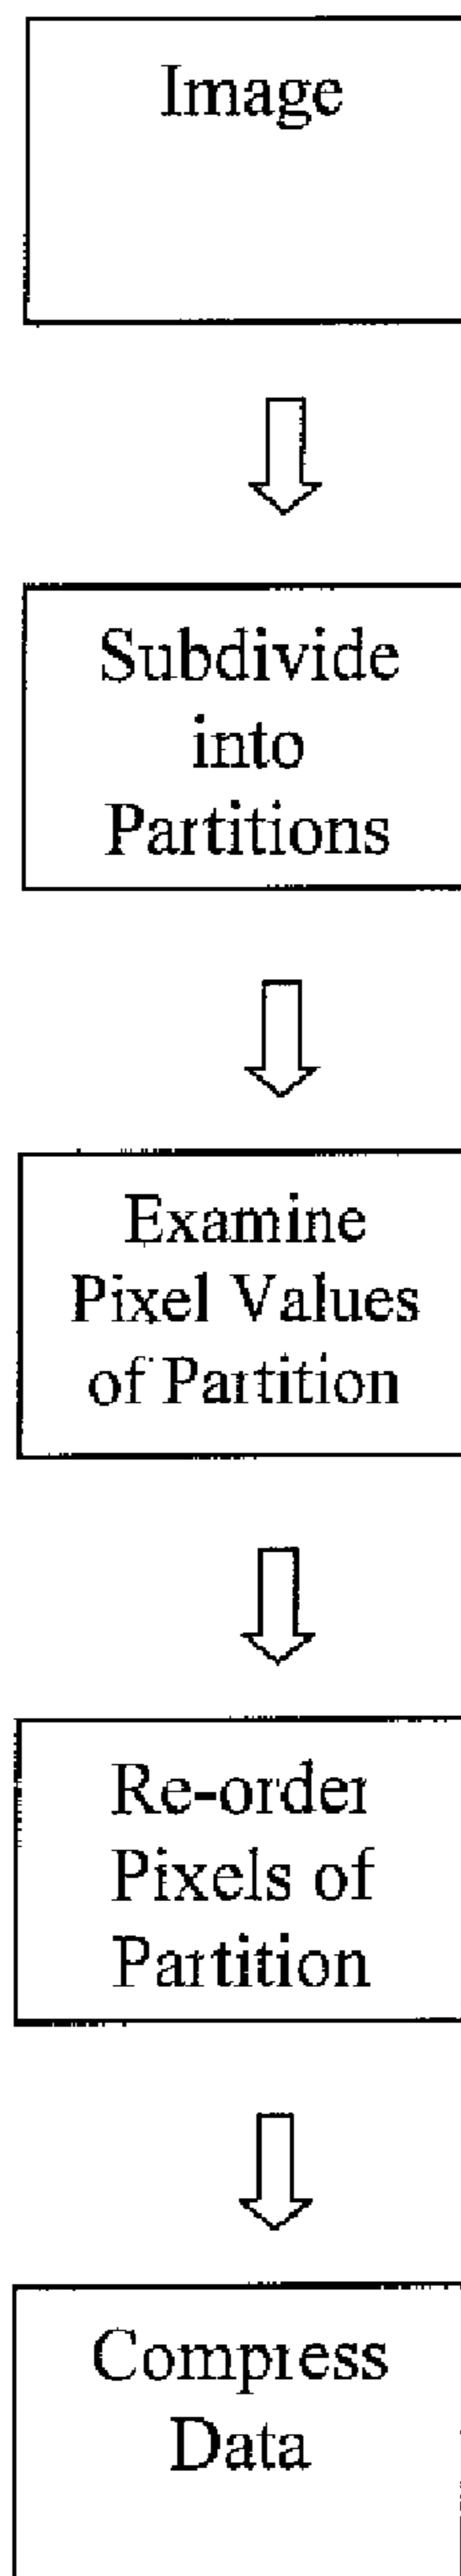 Image
Subdivide
into
Partitions
Examine
Pixel Values
of Partition
Re-order
Pixels of
Partition
Compress
Data